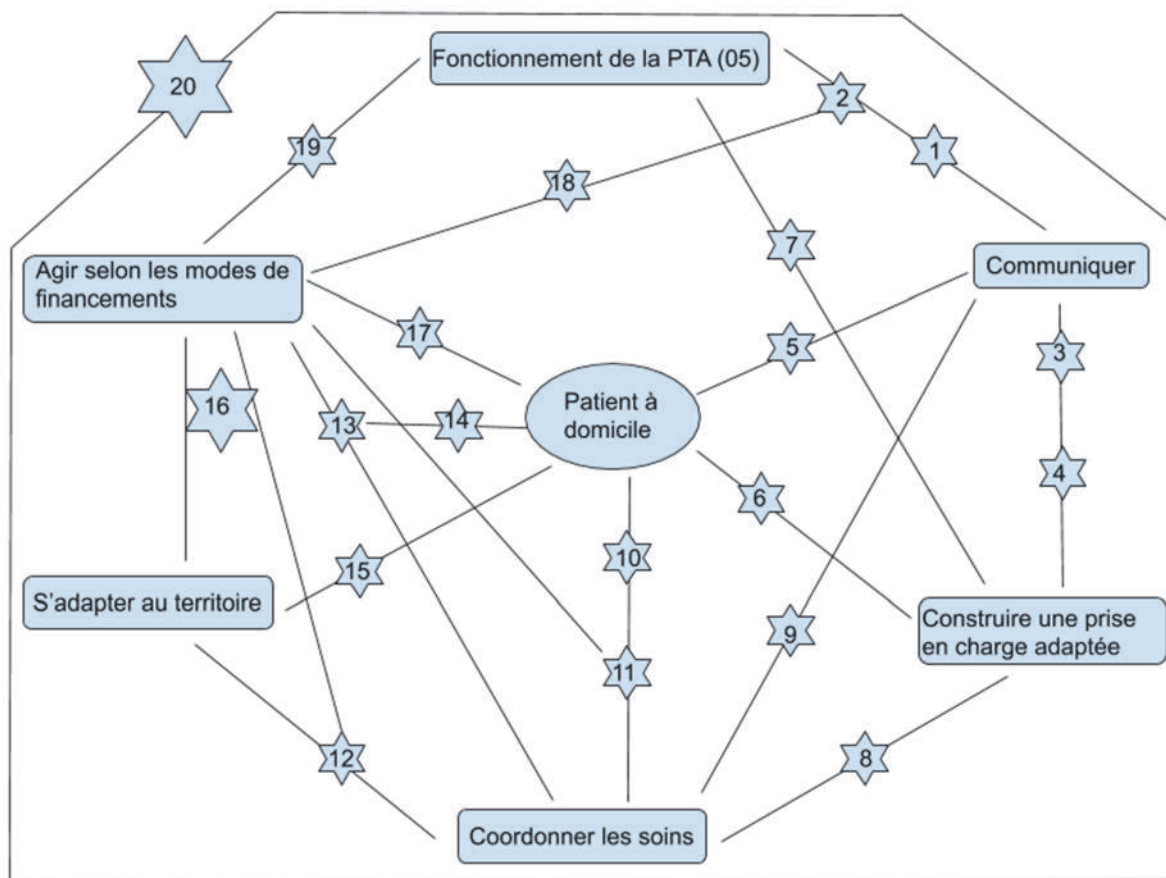 20
Fonctionnement de la PTA (05)
2
19
1
18
7
Agir selon les modes de
financements
Communiquer
17
5
3
16
13
14
Patient à
domicile
4
6
10
15
S'adapter au territoire
9
Construire une prise
en charge adaptée
11
12
8
Coordonner les soins